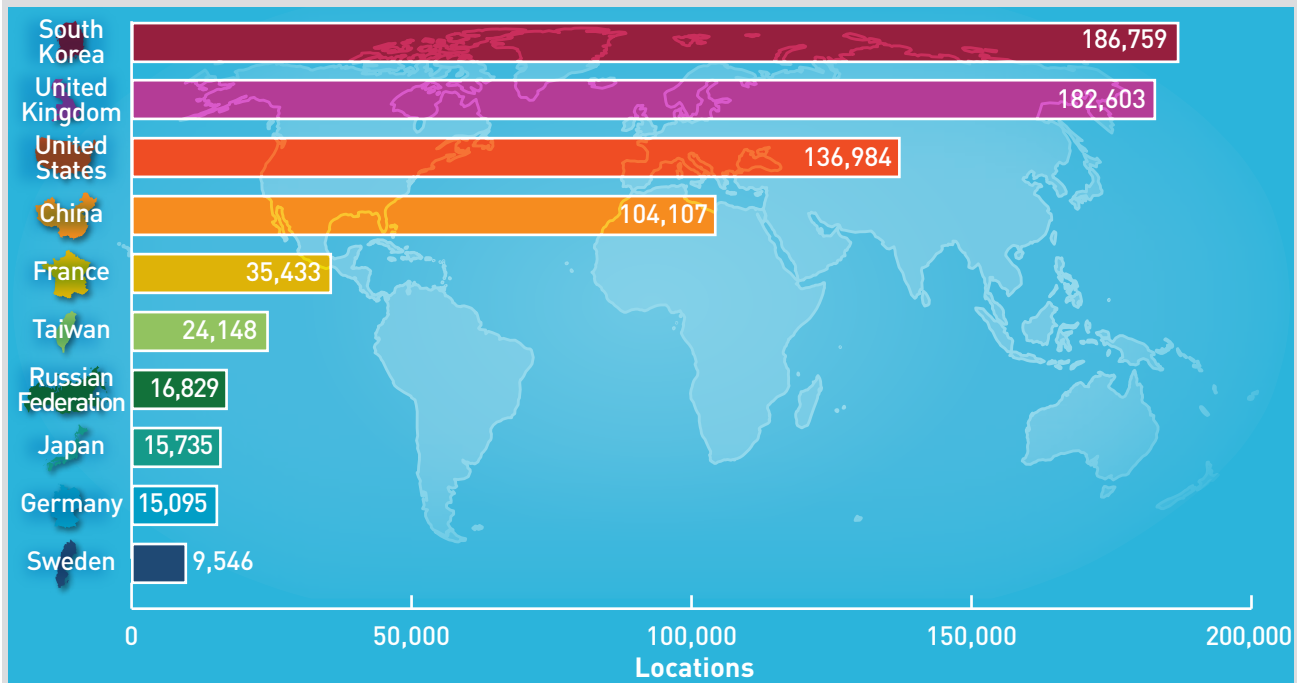 South
Korea
186,759
United
Kingdom
182,603
United
States
136,984
China
104,107
France
35,433
Taiwan
24,148
Russian
Federation
16,829
Japan
15,735
Germany
15,095
Sweden
9,546
0
50,000
100,000
150,000
200,000
Locations